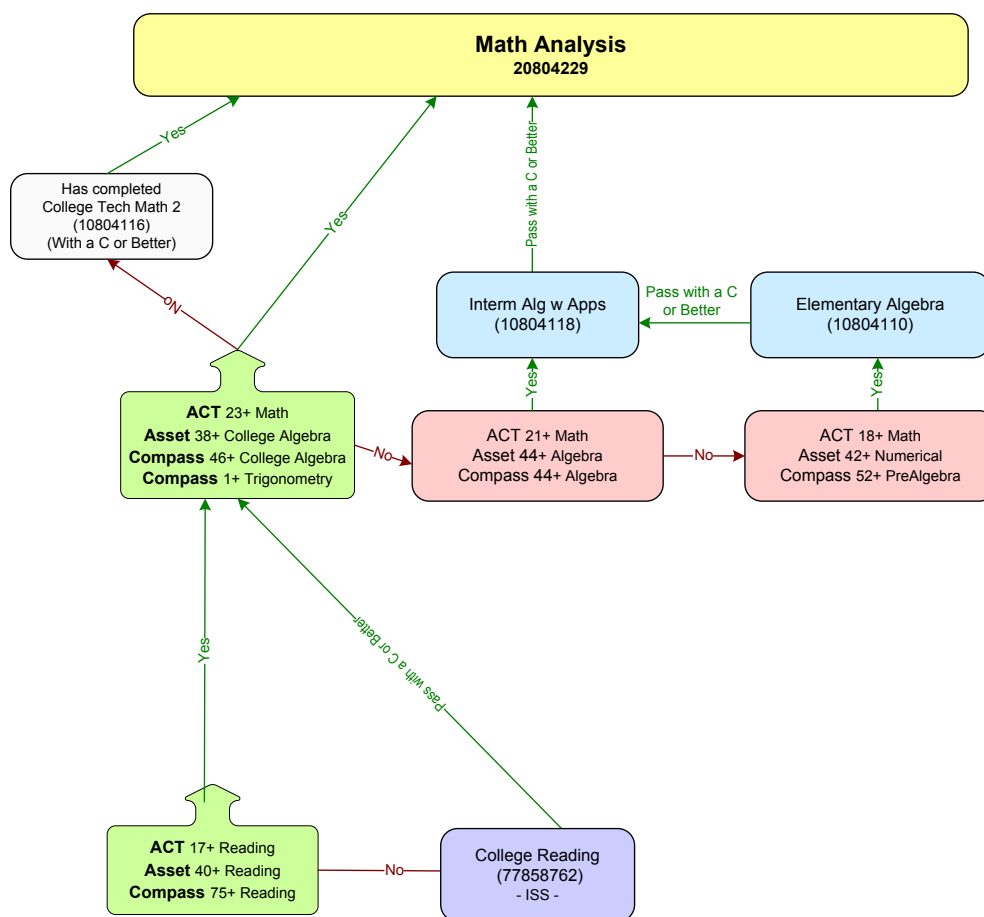 Math Analysis
20804229
Yes
Has completed
College Tech Math 2
(10804116)
(With a C or Better)
Yes
Pass with a C or Better
No
Interm Alg w Apps
(10804118)
Pass with a C
or Better
Elementary Algebra
(10804110)
Yes
Yes
ACT 23+ Math
Asset 38+ College Algebra
Compass 46+ College Algebra
Compass 1+ Trigonometry
No
ACT 21+ Math
Asset 44+ Algebra
Compass 44+ Algebra
No
ACT 18+ Math
Asset 42+ Numerical
Compass 52+ PreAlgebra
Yes
Pass with a C or Better
ACT 17+ Reading
Asset 40+ Reading
Compass 75+ Reading
No
College Reading
(77858762)
- ISS -